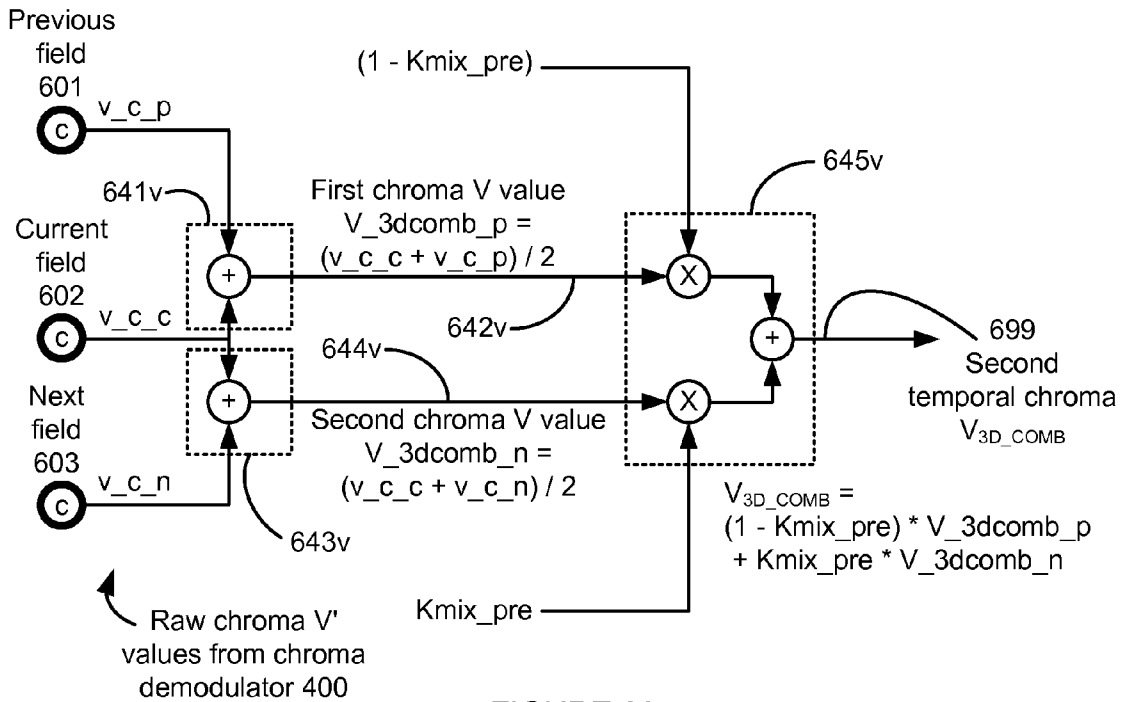 Previous
field
601
c
v_c_p
(1 - Kmix_pre)
641v
First chroma V value
V_3dcomb_p =
(v_c_c + v_c_p) / 2
645v
Current
field
602
c
v_c_c
+
X
642v
644v
+
699
Second
temporal chroma
V3D_COMB
Next
field
603
c
v_c_n
+
X
Second chroma V value
V_3dcomb_n =
(v_c_c + v_c_n) / 2
643v
V3D_COMB =
(1 - Kmix_pre) * V_3dcomb_p
+ Kmix_pre * V_3dcomb_n
Kmix_pre
Raw chroma V'
values from chroma
demodulator 400